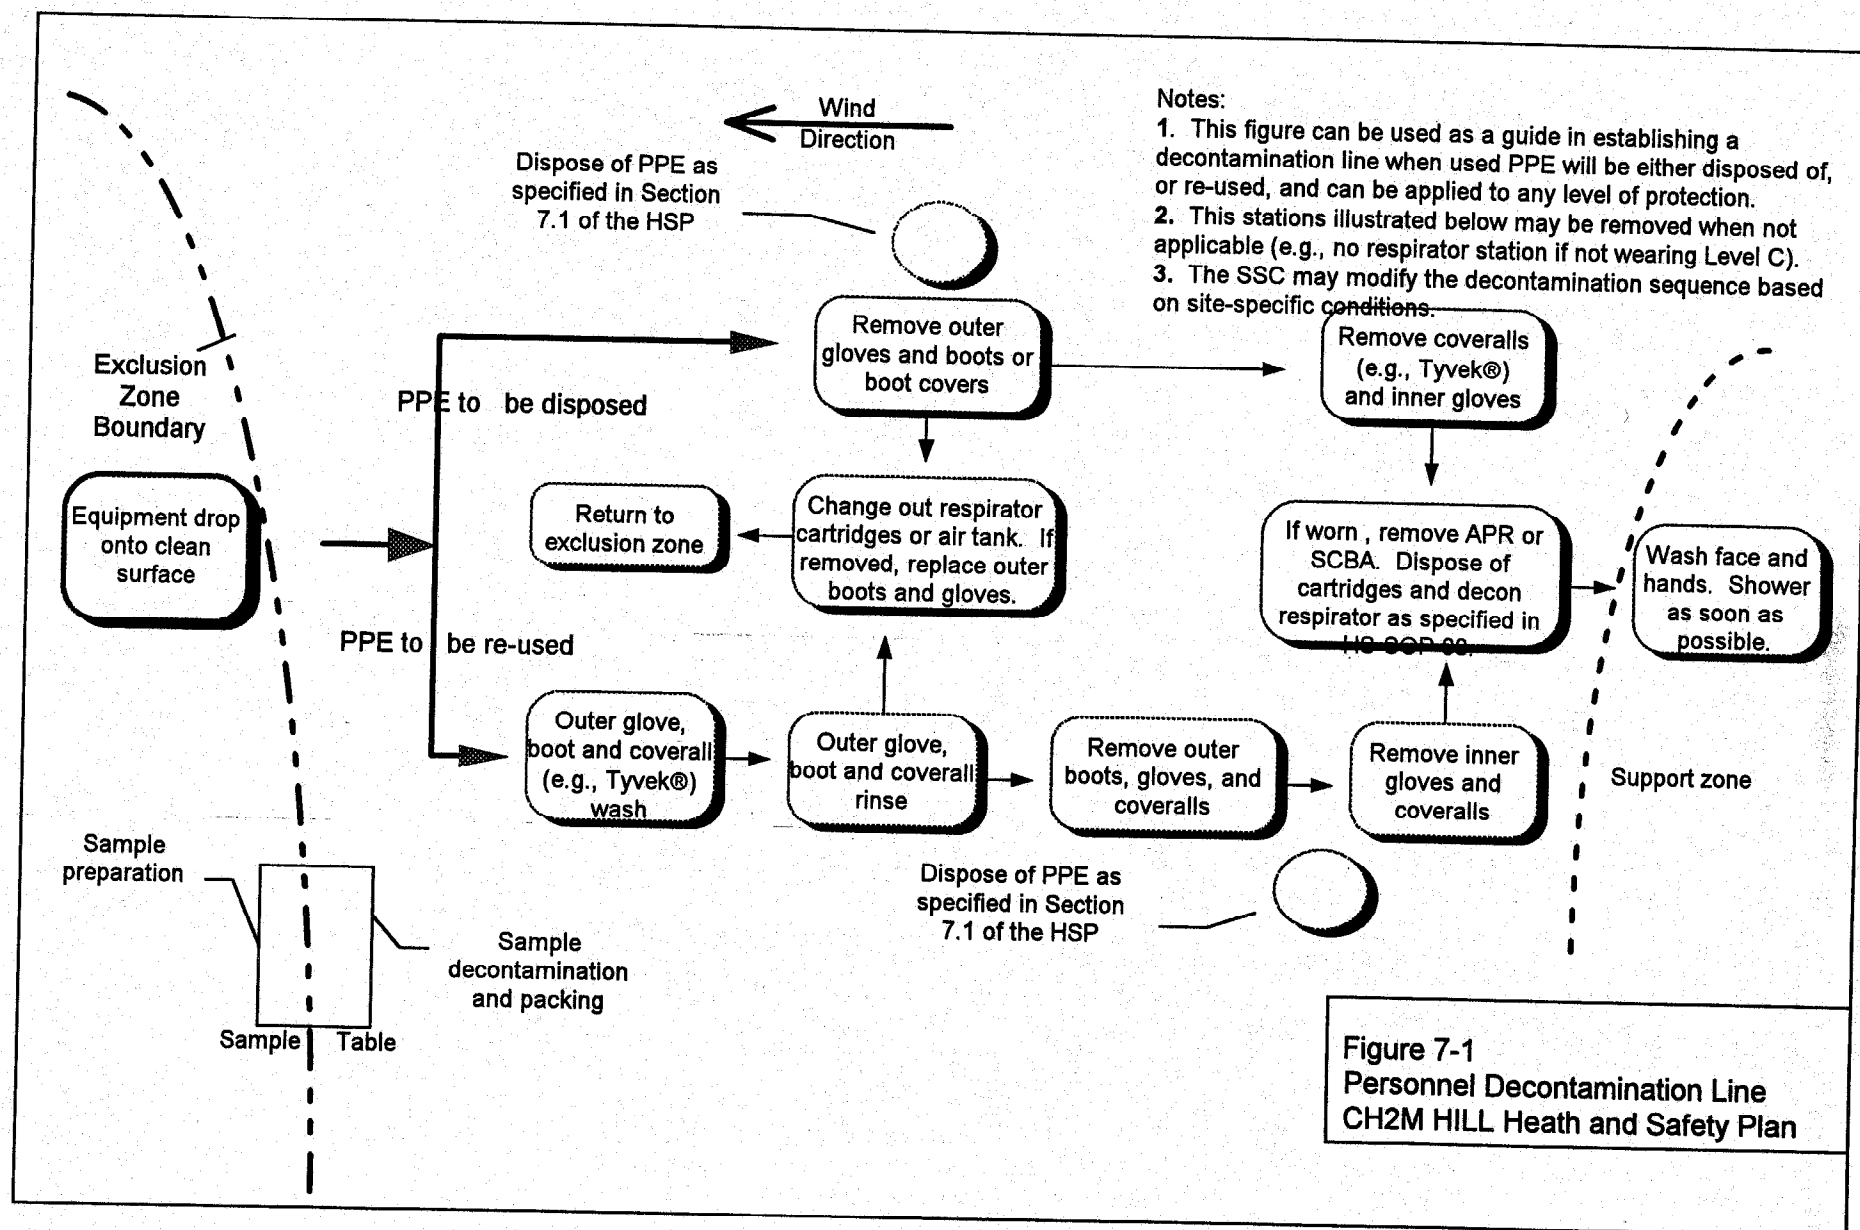 Wind
Direction
Dispose of PPE as
specified in Section
7.1 of the HSP
Notes:
1. This figure can be used as a guide in establishing a
decontamination line when used PPE will be either disposed of,
or re-used, and can be applied to any level of protection.
2. This stations illustrated below may be removed when not
applicable (e.g., no respirator station if not wearing Level C).
3. The SSC may modify the decontamination sequence based
on site-specific conditions.
Exclusion
Zone
Boundary
Equipment drop
onto clean
surface
PPE to be disposed
Remove outer
gloves and boots or
boot covers
Remove coveralls
(e.g., Tyvek®)
and inner gloves
Return to
exclusion zone
Change out respirator
cartridges or air tank. If
removed, replace outer
boots and gloves.
If worn , remove APR or
SCBA. Dispose of
cartridges and decon
respirator as specified in
Wash face and
hands. Shower
as soon as
possible.
PPE to be re-used
Outer glove,
boot and coverall
(e.g., Tyvek®)
wash
Outer glove,
boot and coverall
rinse
Remove outer
boots, gloves, and
coveralls
Remove inner
gloves and
coveralls
Support zone
Dispose of PPE as
specified in Section
7.1 of the HSP
Sample
preparation
Sample
decontamination
and packing
Sample Table
Figure 7-1
Personnel Decontamination Line
CH2M HILL Heath and Safety Plan